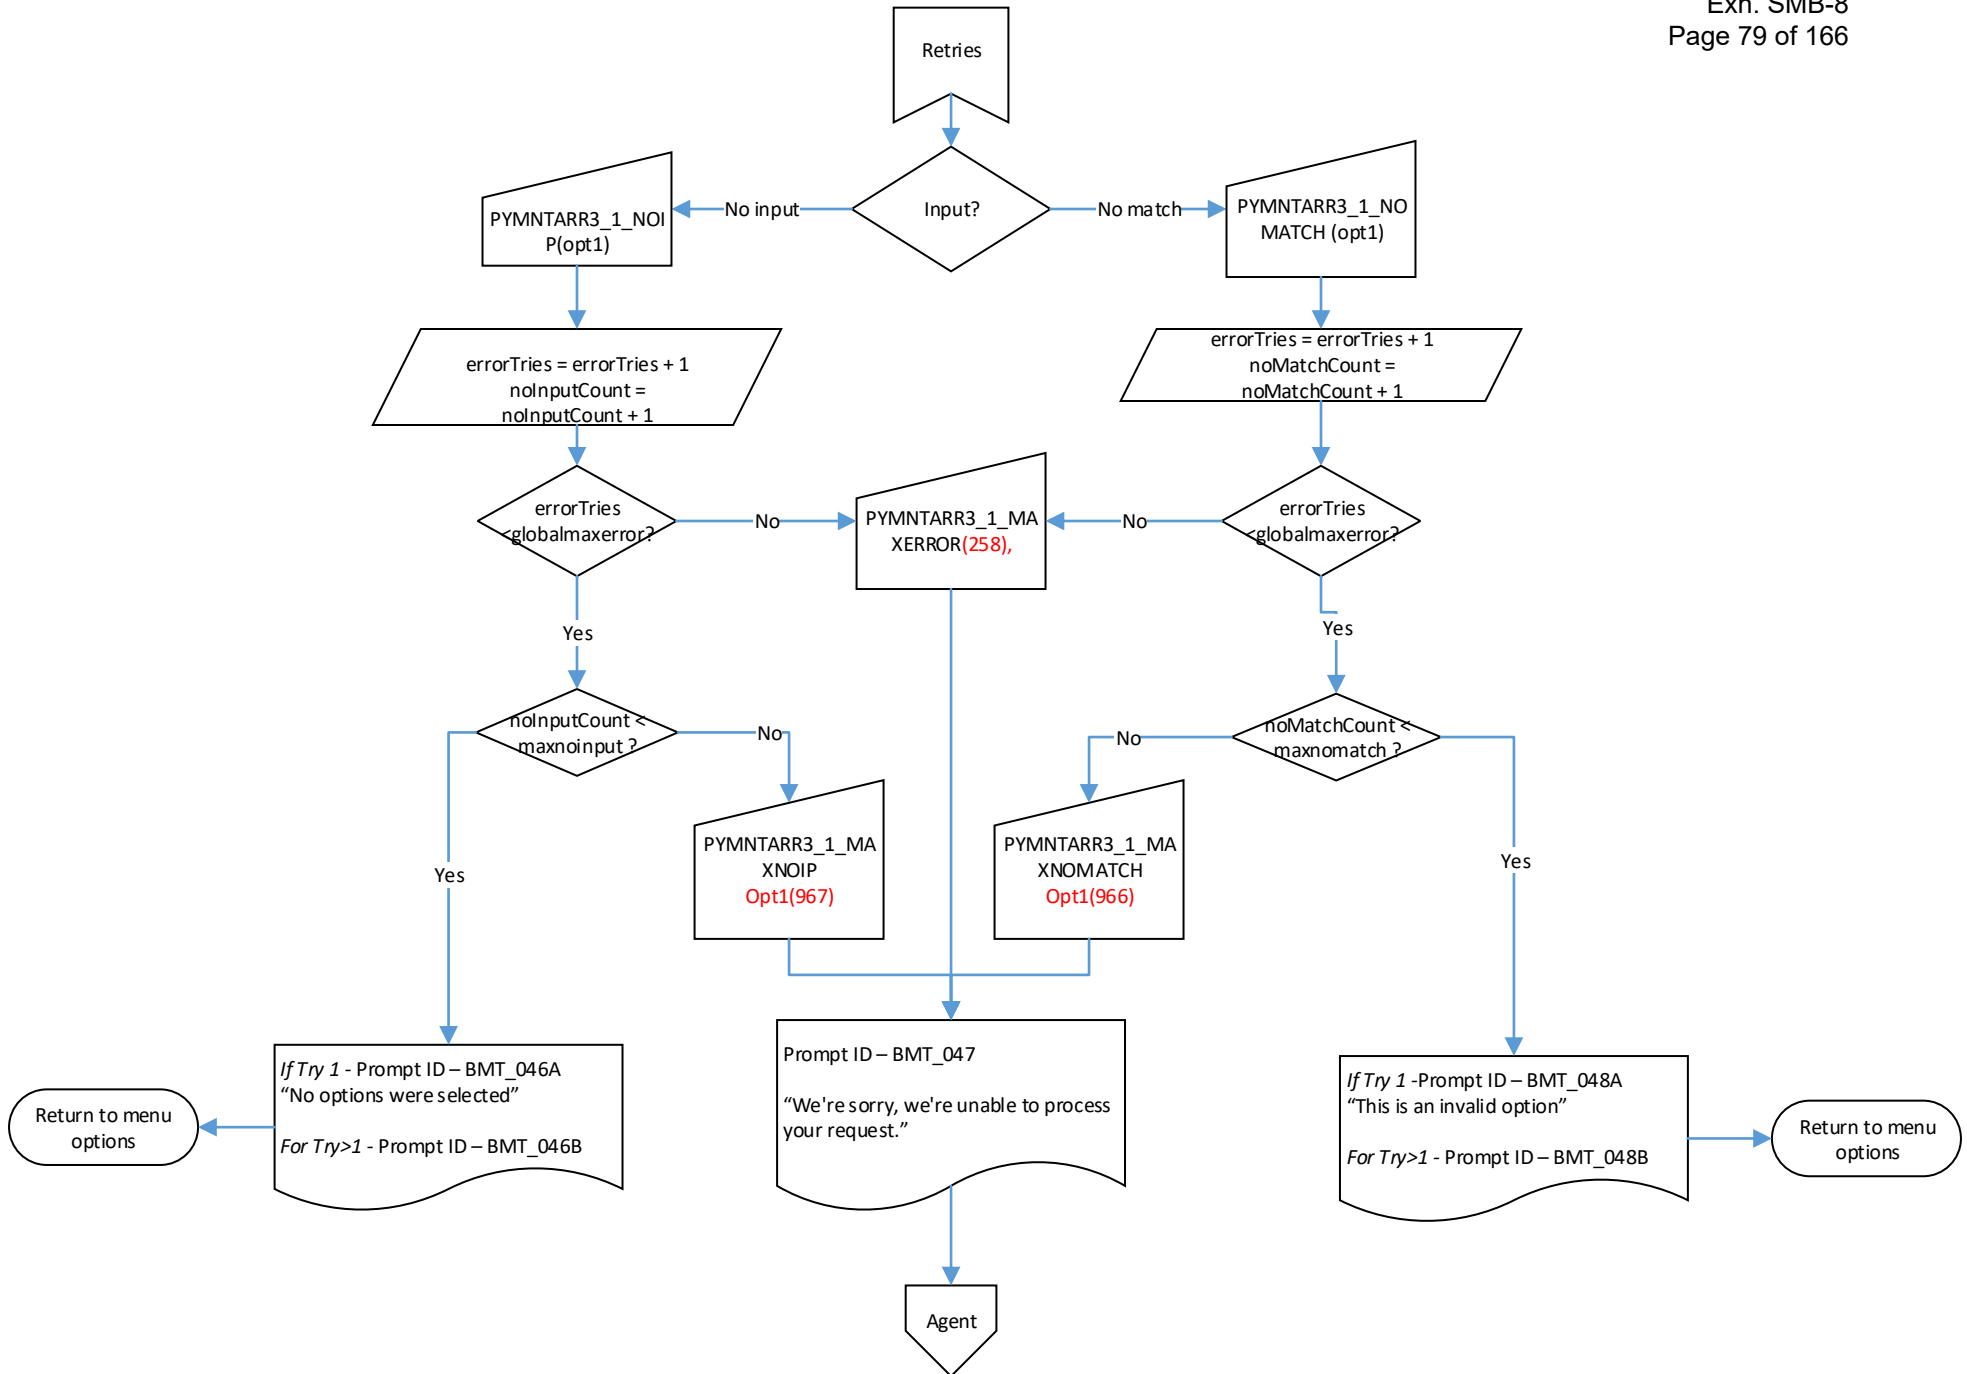 Exh. SMB-8
Page 79 of 166
Retries
Input?
No input
No match
PYMNTARR3_1_NOI
P(opt1)
PYMNTARR3_1_NO
MATCH (opt1)
errorTries = errorTries + 1
noInputCount =
noInputCount + 1
errorTries = errorTries + 1
noMatchCount =
noMatchCount + 1
errorTries
<globalmaxerror?
No
PYMNTARR3_1_MA
XERROR(258),
No
errorTries
<globalmaxerror?
Yes
Yes
noInputCount <
maxnoinput ?
No
No
noMatchCount <
maxnomatch ?
PYMNTARR3_1_MA
XNOIP
Opt1(967)
PYMNTARR3_1_MA
XNOMATCH
Opt1(966)
Yes
Yes
If Try 1 - Prompt ID – BMT_046A
“No options were selected”
For Try>1 - Prompt ID – BMT_046B
Return to menu
options
Prompt ID – BMT_047
“We're sorry, we're unable to process
your request.”
If Try 1 -Prompt ID – BMT_048A
“This is an invalid option”
For Try>1 - Prompt ID – BMT_048B
Return to menu
options
Agent